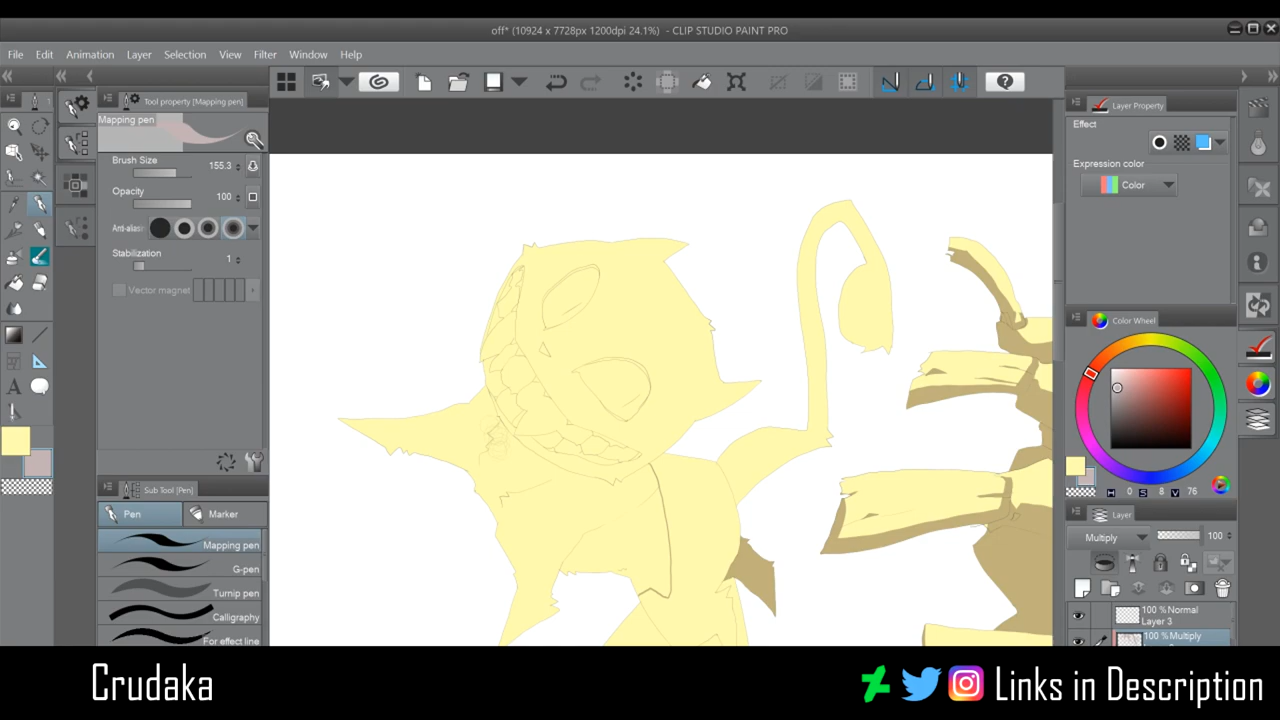 off* (10924 x 7728px 1200dpi 24.1%) - CLIP STUDIO PAINT PRO
File Edit Animation Layer Selection View Filter Window Help
Tool property [Mapping pen]
Mapping pen
Brush Size 155.3
Opacity 100
Anti-alias
Stabilization 1
Vector magnet
Sub Tool [Pen]
Pen Marker
Mapping pen
G-pen
Turnip pen
Calligraphy
For effect line
Layer Property
Effect
Expression color
Color
Color Wheel
H 0 S 8 V 76
Layer
Multiply 100
100 % Normal
Layer 3
100 % Multiply
Crudaka
Links in Description